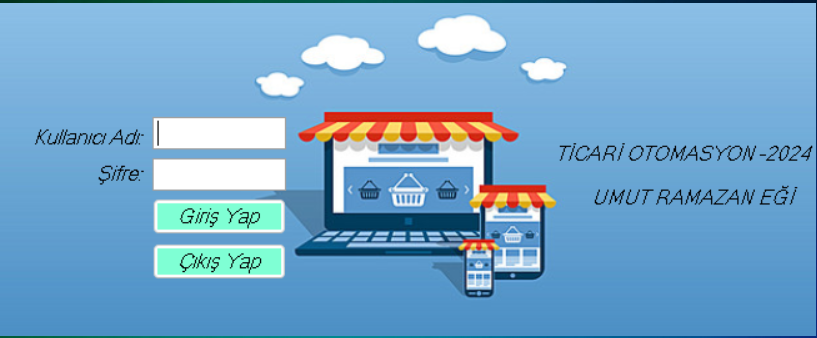 Kullanıcı Adı:
Şifre:
Giriş Yap
Çıkış Yap
TİCARİ OTOMASYON -2024
UMUT RAMAZAN EĞİ